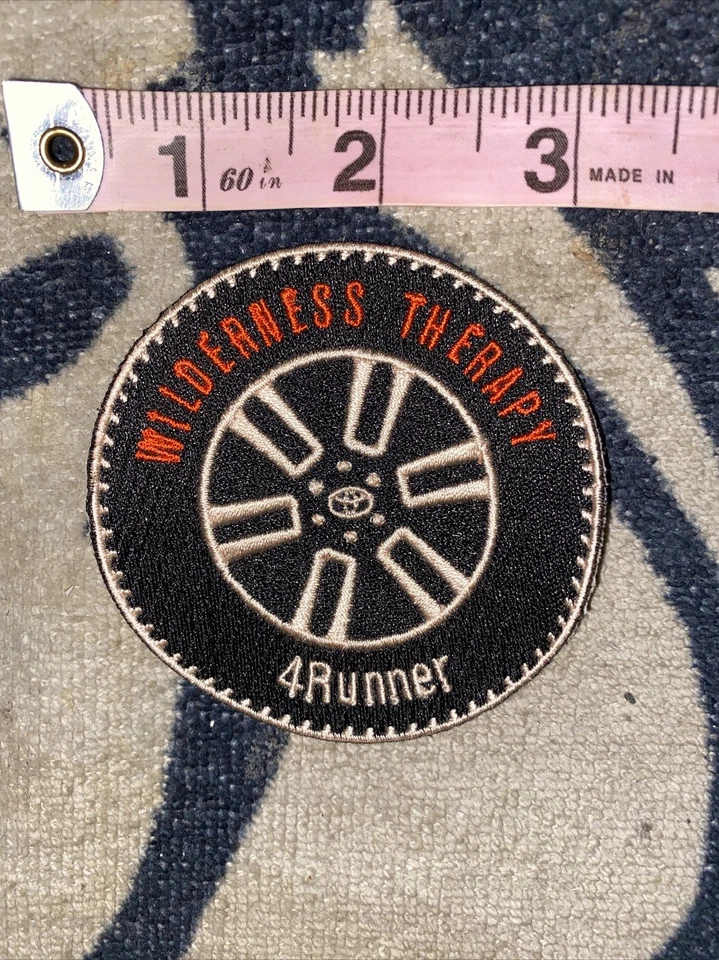 1 60 in 2 3 MADE IN
WILDERNESS THERAPY
4Runner